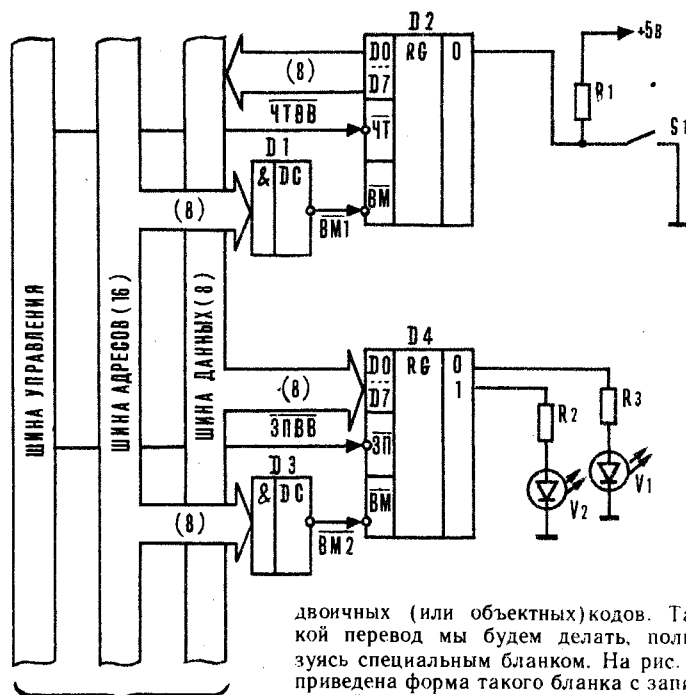 D2
+5в
D0
RG
0
D7
(8)
R1
ЧТВВ
ЧТ
S1
D1
& DC
ВМ
ВМ1
(8)
ШИНА УПРАВЛЕНИЯ
ШИНА АДРЕСОВ (16)
ШИНА ДАННЫХ (8)
D4
D0
RG
0
D7
1
(8)
R2
R3
ЗПВВ
ЗП
V1
D3
& DC
ВМ
V2
(8)
ВМ2
двоичных (или объектных) кодов. Та-
кой перевод мы будем делать, поль-
зуясь специальным бланком. На рис.
приведена форма такого бланка с запи-